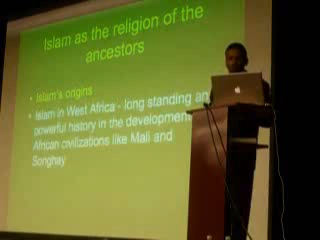 Islam as the religion of the
ancestors
• Islam's origins
• Islam in West Africa - long standing an
powerful history in the development
African civilizations like Mali and
Songhay